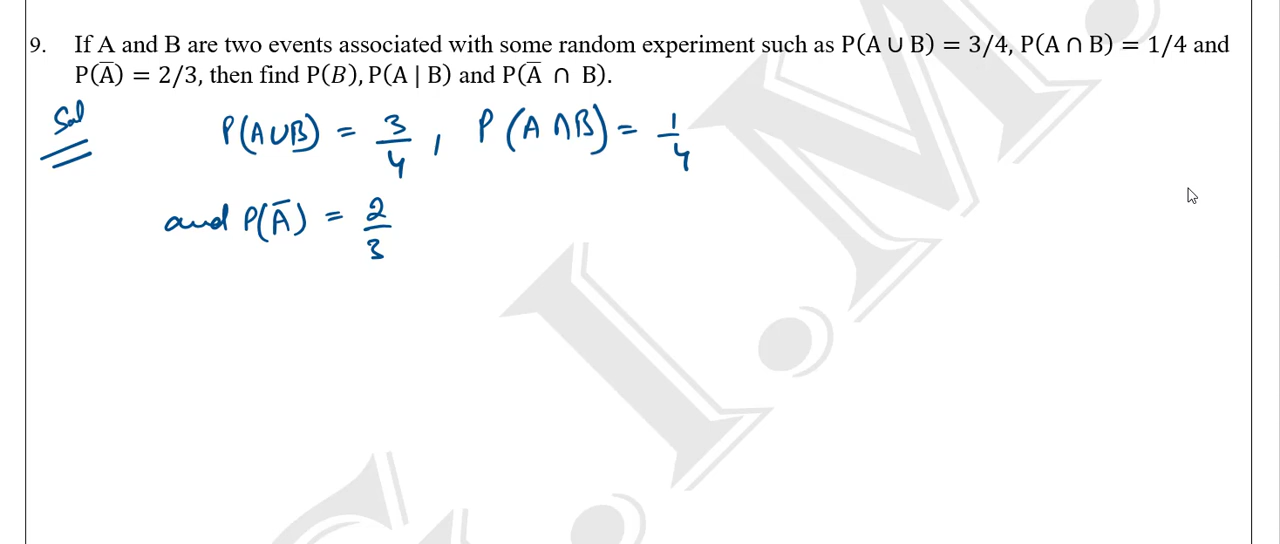 9. If A and B are two events associated with some random experiment such as P(A ∪ B) = 3/4, P(A ∩ B) = 1/4 and
P(A̅) = 2/3, then find P(B), P(A | B) and P(A̅ ∩ B).
Sol
P(A∪B) = 3/4 , P(A∩B) = 1/4
and P(A̅) = 2/3